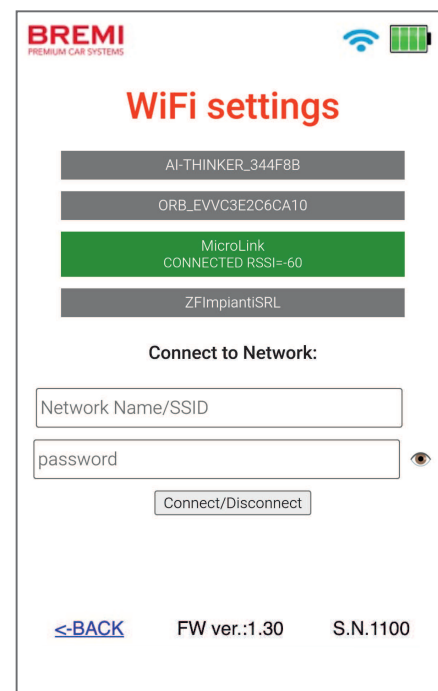 BREMI
PREMIUM CAR SYSTEMS
WiFi settings
AI-THINKER_344F8B
ORB_EVVC3E2C6CA10
MicroLink
CONNECTED RSSI=-60
ZFImpiantiSRL
Connect to Network:
Network Name/SSID
password
Connect/Disconnect
<-BACK FW ver.:1.30 S.N.1100